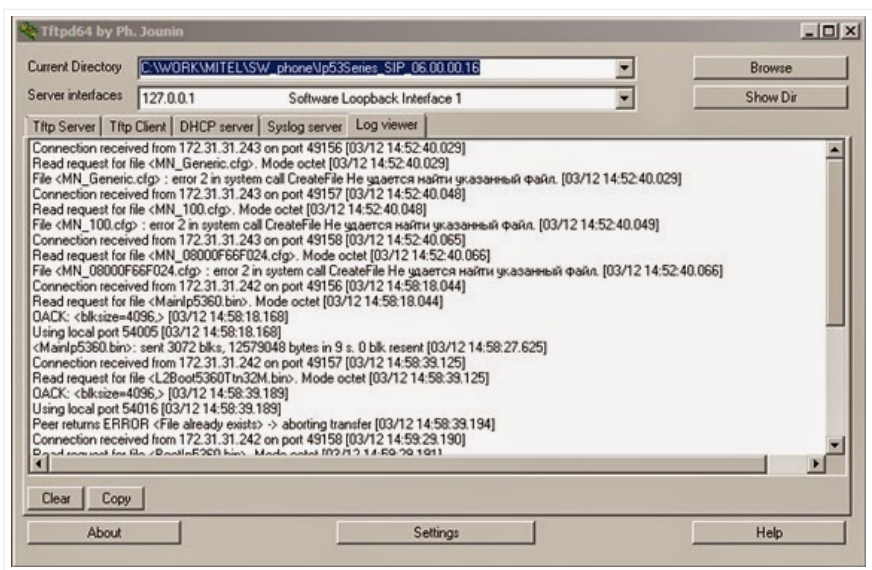 Tftpd64 by Ph. Jounin
Current Directory C:\WORK\MITEL\SW_phone\Ip53Series_SIP_06.00.00.16 Browse
Server interfaces 127.0.0.1 Software Loopback Interface 1 Show Dir
Tftp Server Tftp Client DHCP server Syslog server Log viewer
Connection received from 172.31.31.243 on port 49156 [03/12 14:52:40.029]
Read request for file <MN_Generic.cfg>. Mode octet [03/12 14:52:40.029]
File <MN_Generic.cfg> : error 2 in system call CreateFile Не удается найти указанный файл. [03/12 14:52:40.029]
Connection received from 172.31.31.243 on port 49157 [03/12 14:52:40.048]
Read request for file <MN_100.cfg>. Mode octet [03/12 14:52:40.048]
File <MN_100.cfg> : error 2 in system call CreateFile Не удается найти указанный файл. [03/12 14:52:40.049]
Connection received from 172.31.31.243 on port 49158 [03/12 14:52:40.065]
Read request for file <MN_08000F66F024.cfg>. Mode octet [03/12 14:52:40.066]
File <MN_08000F66F024.cfg> : error 2 in system call CreateFile Не удается найти указанный файл. [03/12 14:52:40.066]
Connection received from 172.31.31.242 on port 49156 [03/12 14:58:18.044]
Read request for file <MainIp5360.bin>. Mode octet [03/12 14:58:18.044]
OACK: <blksize=4096,> [03/12 14:58:18.168]
Using local port 54005 [03/12 14:58:18.168]
<MainIp5360.bin>: sent 3072 blks, 12579048 bytes in 9 s. 0 blk resent [03/12 14:58:27.625]
Connection received from 172.31.31.242 on port 49157 [03/12 14:58:39.125]
Read request for file <L2Boot5360Ttn32M.bin>. Mode octet [03/12 14:58:39.125]
OACK: <blksize=4096,> [03/12 14:58:39.189]
Using local port 54016 [03/12 14:58:39.189]
Peer returns ERROR <File already exists> -> aborting transfer [03/12 14:58:39.194]
Connection received from 172.31.31.242 on port 49158 [03/12 14:59:29.190]
Read request for file <BootIp5360.bin>. Mode octet [03/12 14:59:29.191]
Clear Copy
About Settings Help